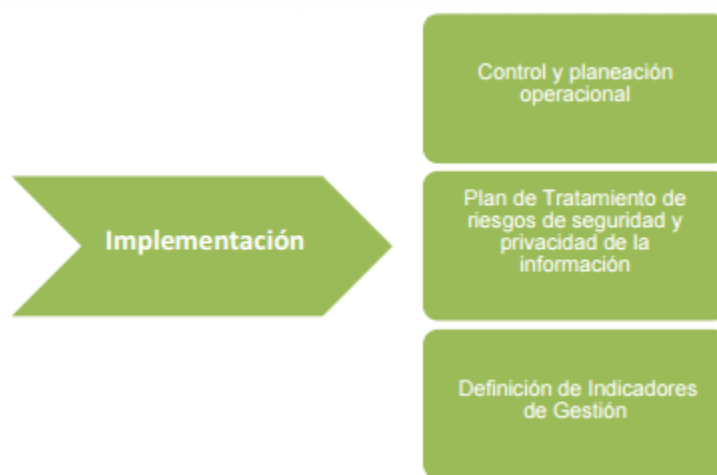 Control y planeación
operacional
Implementación
Plan de Tratamiento de
riesgos de seguridad y
privacidad de la
información
Definición de Indicadores
de Gestión